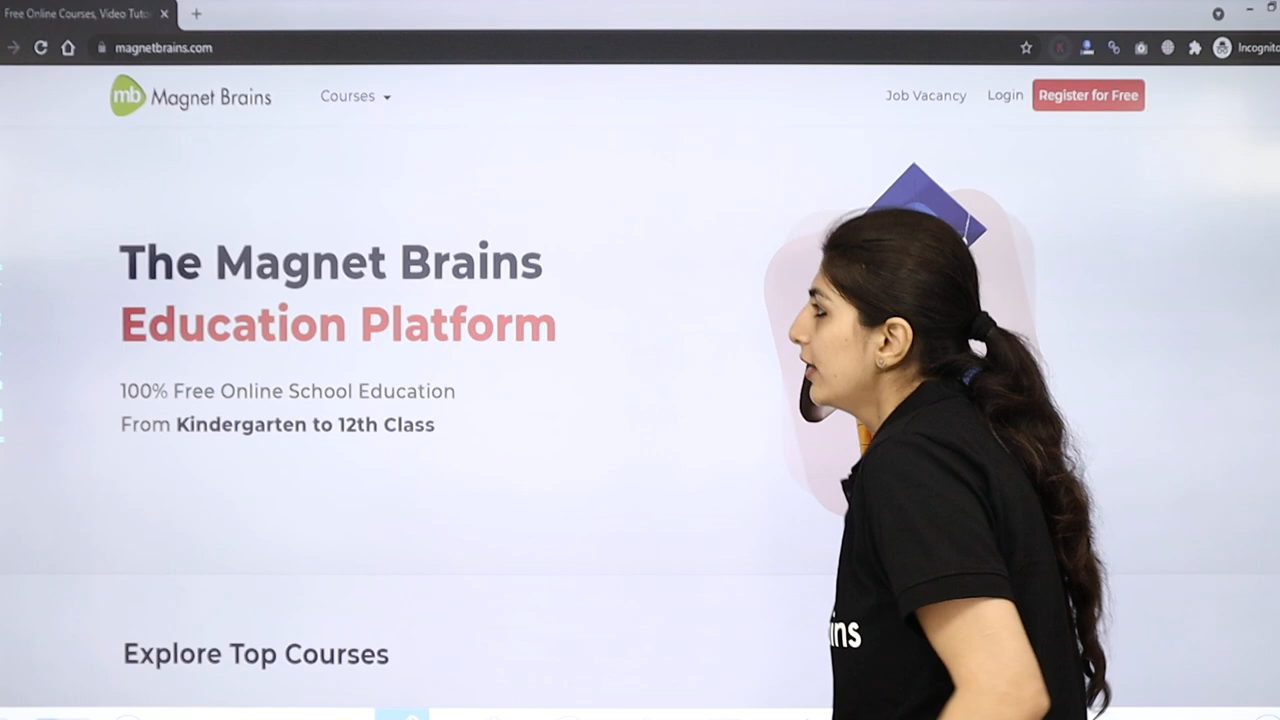 Free Online Courses, Video Tuto
magnetbrains.com
Incognito
mb Magnet Brains
Courses
Job Vacancy
Login
Register for Free
The Magnet Brains
Education Platform
100% Free Online School Education
From Kindergarten to 12th Class
ins
Explore Top Courses